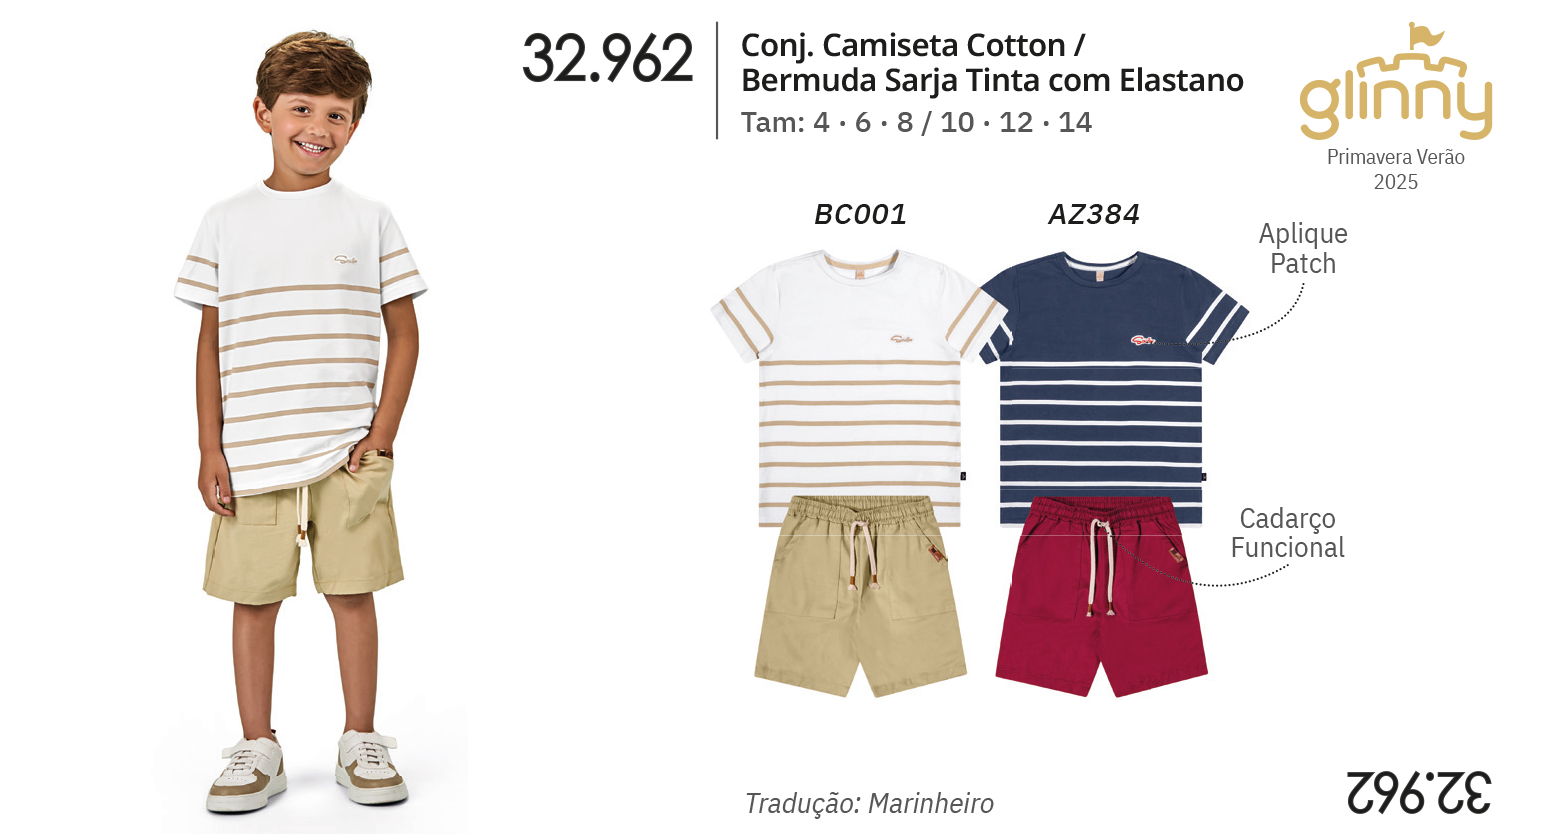 32.962
Conj. Camiseta Cotton /
Bermuda Sarja Tinta com Elastano
Tam: 4 · 6 · 8 / 10 · 12 · 14
glinny
Primavera Verão
2025
BC001
AZ384
Aplique
Patch
Cadarço
Funcional
Tradução: Marinheiro
32.962